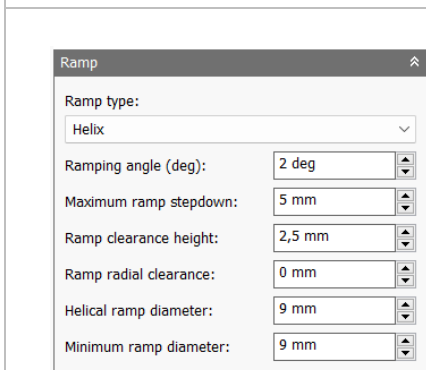 Ramp
Ramp type:
Helix
Ramping angle (deg): 2 deg
Maximum ramp stepdown: 5 mm
Ramp clearance height: 2,5 mm
Ramp radial clearance: 0 mm
Helical ramp diameter: 9 mm
Minimum ramp diameter: 9 mm